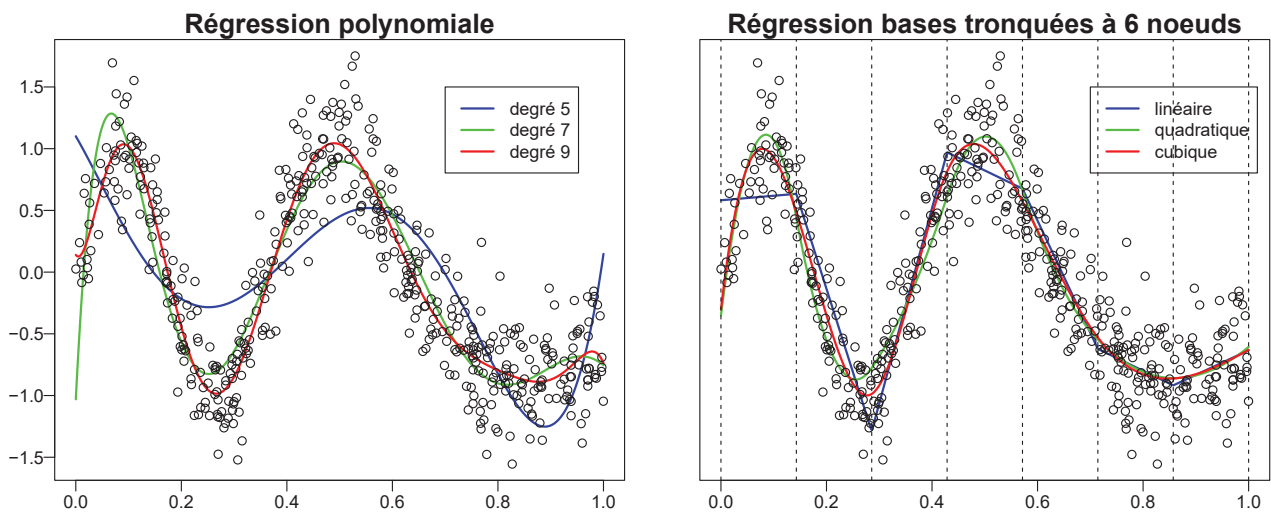 Régression polynomiale
degré 5
degré 7
degré 9
1.5
1.0
0.5
0.0
−0.5
−1.0
−1.5
0.0 0.2 0.4 0.6 0.8 1.0
Régression bases tronquées à 6 noeuds
linéaire
quadratique
cubique
0.0 0.2 0.4 0.6 0.8 1.0